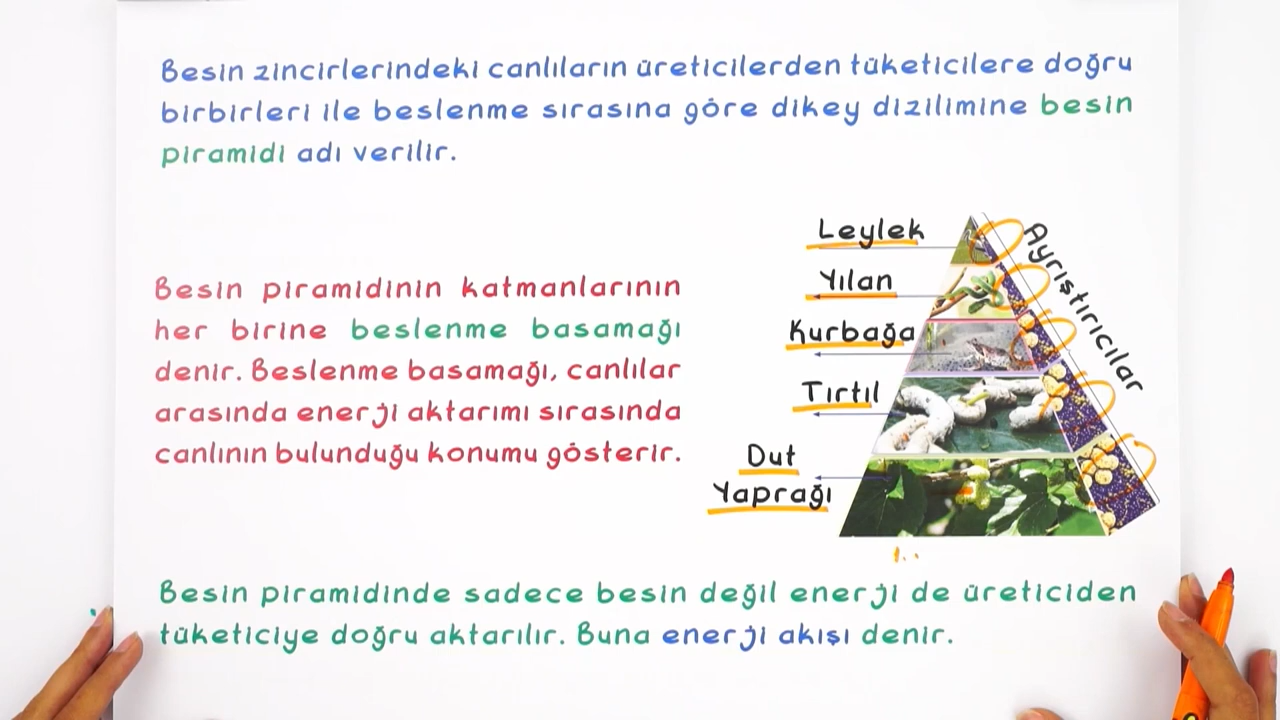 Besin zincirlerindeki canlıların üreticilerden tüketicilere doğru
birbirleri ile beslenme sırasına göre dikey dizilimine besin
piramidi adı verilir.
Besin piramidinin katmanlarının
her birine beslenme basamağı
denir. Beslenme basamağı, canlılar
arasında enerji aktarımı sırasında
canlının bulunduğu konumu gösterir.
Leylek
Yılan
Kurbağa
Tırtıl
Dut
Yaprağı
Ayrıştırıcılar
Besin piramidinde sadece besin değil enerji de üreticiden
tüketiciye doğru aktarılır. Buna enerji akışı denir.